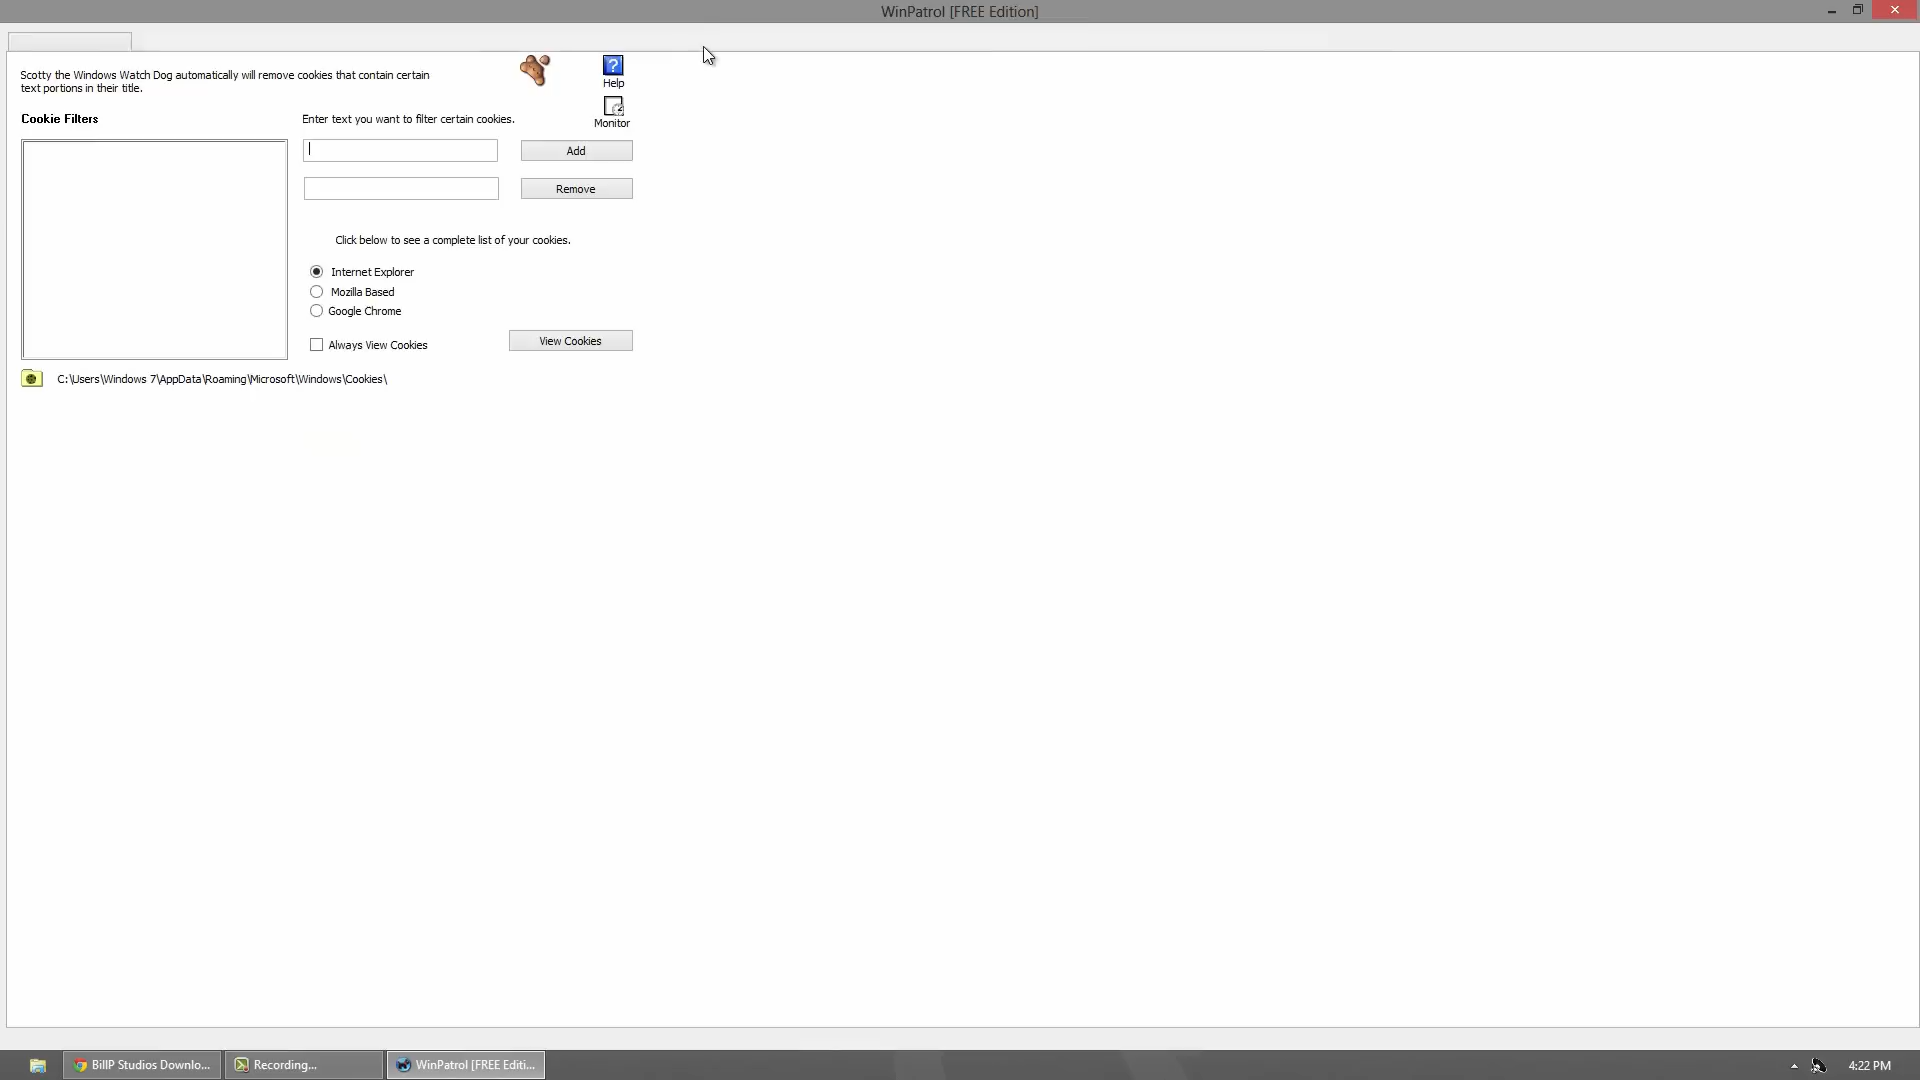 WinPatrol [FREE Edition]
Scotty the Windows Watch Dog automatically will remove cookies that contain certain
text portions in their title.
Help
Monitor
Cookie Filters
Enter text you want to filter certain cookies.
Add
Remove
Click below to see a complete list of your cookies.
Internet Explorer
Mozilla Based
Google Chrome
Always View Cookies
View Cookies
C:\Users\Windows 7\AppData\Roaming\Microsoft\Windows\Cookies\
BillP Studios Downlo...
Recording...
WinPatrol [FREE Editi...
4:22 PM